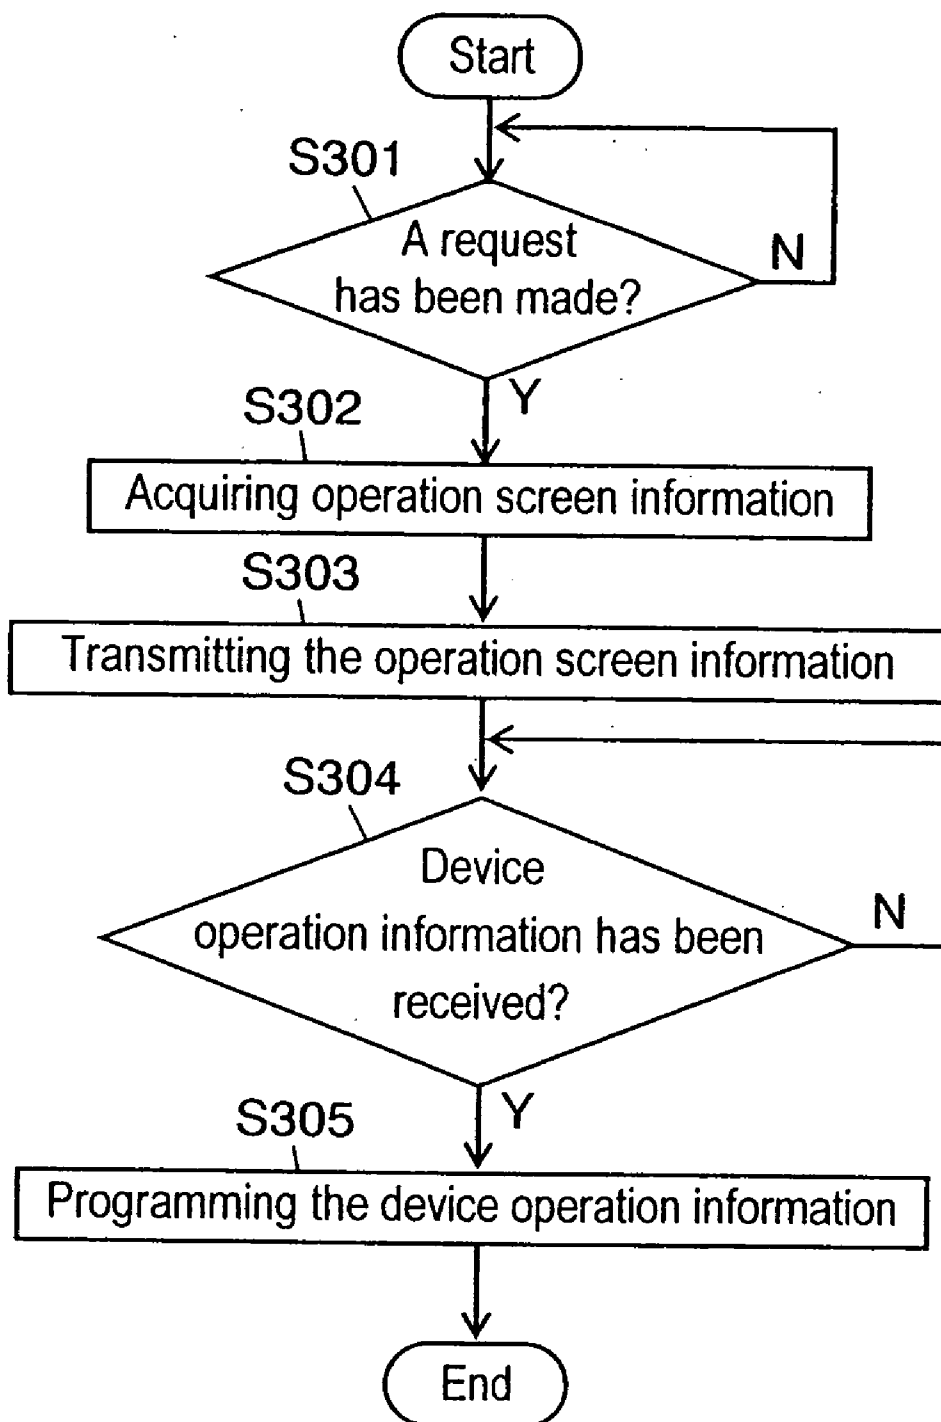 Start
S301
A request
has been made?
N
Y
S302
Acquiring operation screen information
S303
Transmitting the operation screen information
S304
Device
operation information has been
received?
N
Y
S305
Programming the device operation information
End